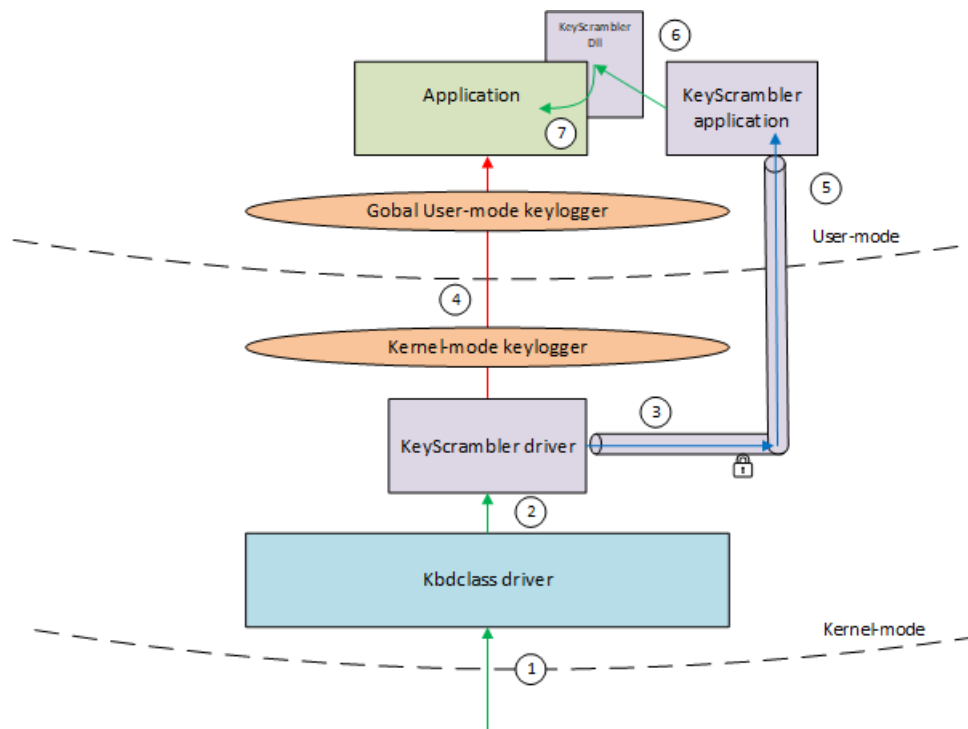 KeyScrambler
Dll
6
Application
KeyScrambler
application
7
5
Gobal User-mode keylogger
User-mode
4
Kernel-mode keylogger
3
KeyScrambler driver
2
Kbdclass driver
Kernel-mode
1